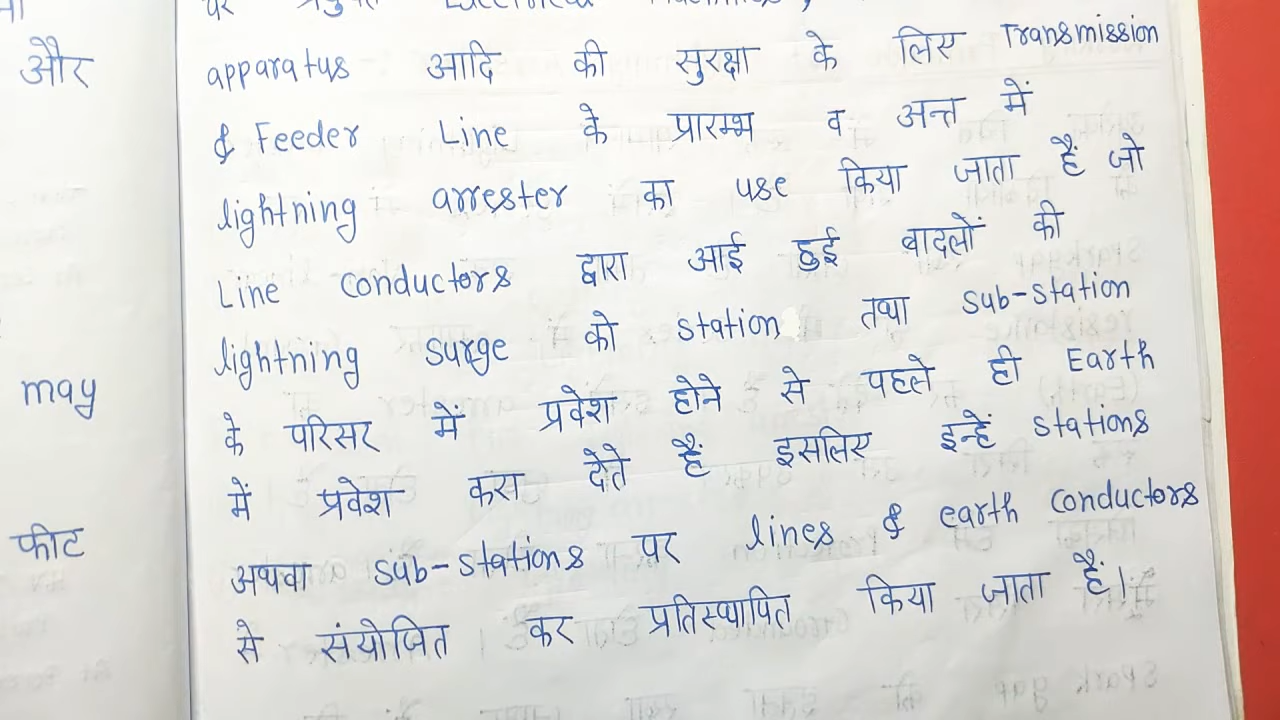 और
may
फीट
apparatus आदि की सुरक्षा के लिए Transmission
& Feeder Line के प्रारम्भ व अन्त में
lightning arrester का use किया जाता हैं जो
Line conductors द्वारा आई हुई बादलों की
lightning surge को station तथा sub-station
के परिसर में प्रवेश होने से पहले ही Earth
में प्रवेश करा देते हैं इसलिए इन्हें stations
अथवा sub-stations पर lines & earth conductors
से संयोजित कर प्रतिस्थापित किया जाता हैं।